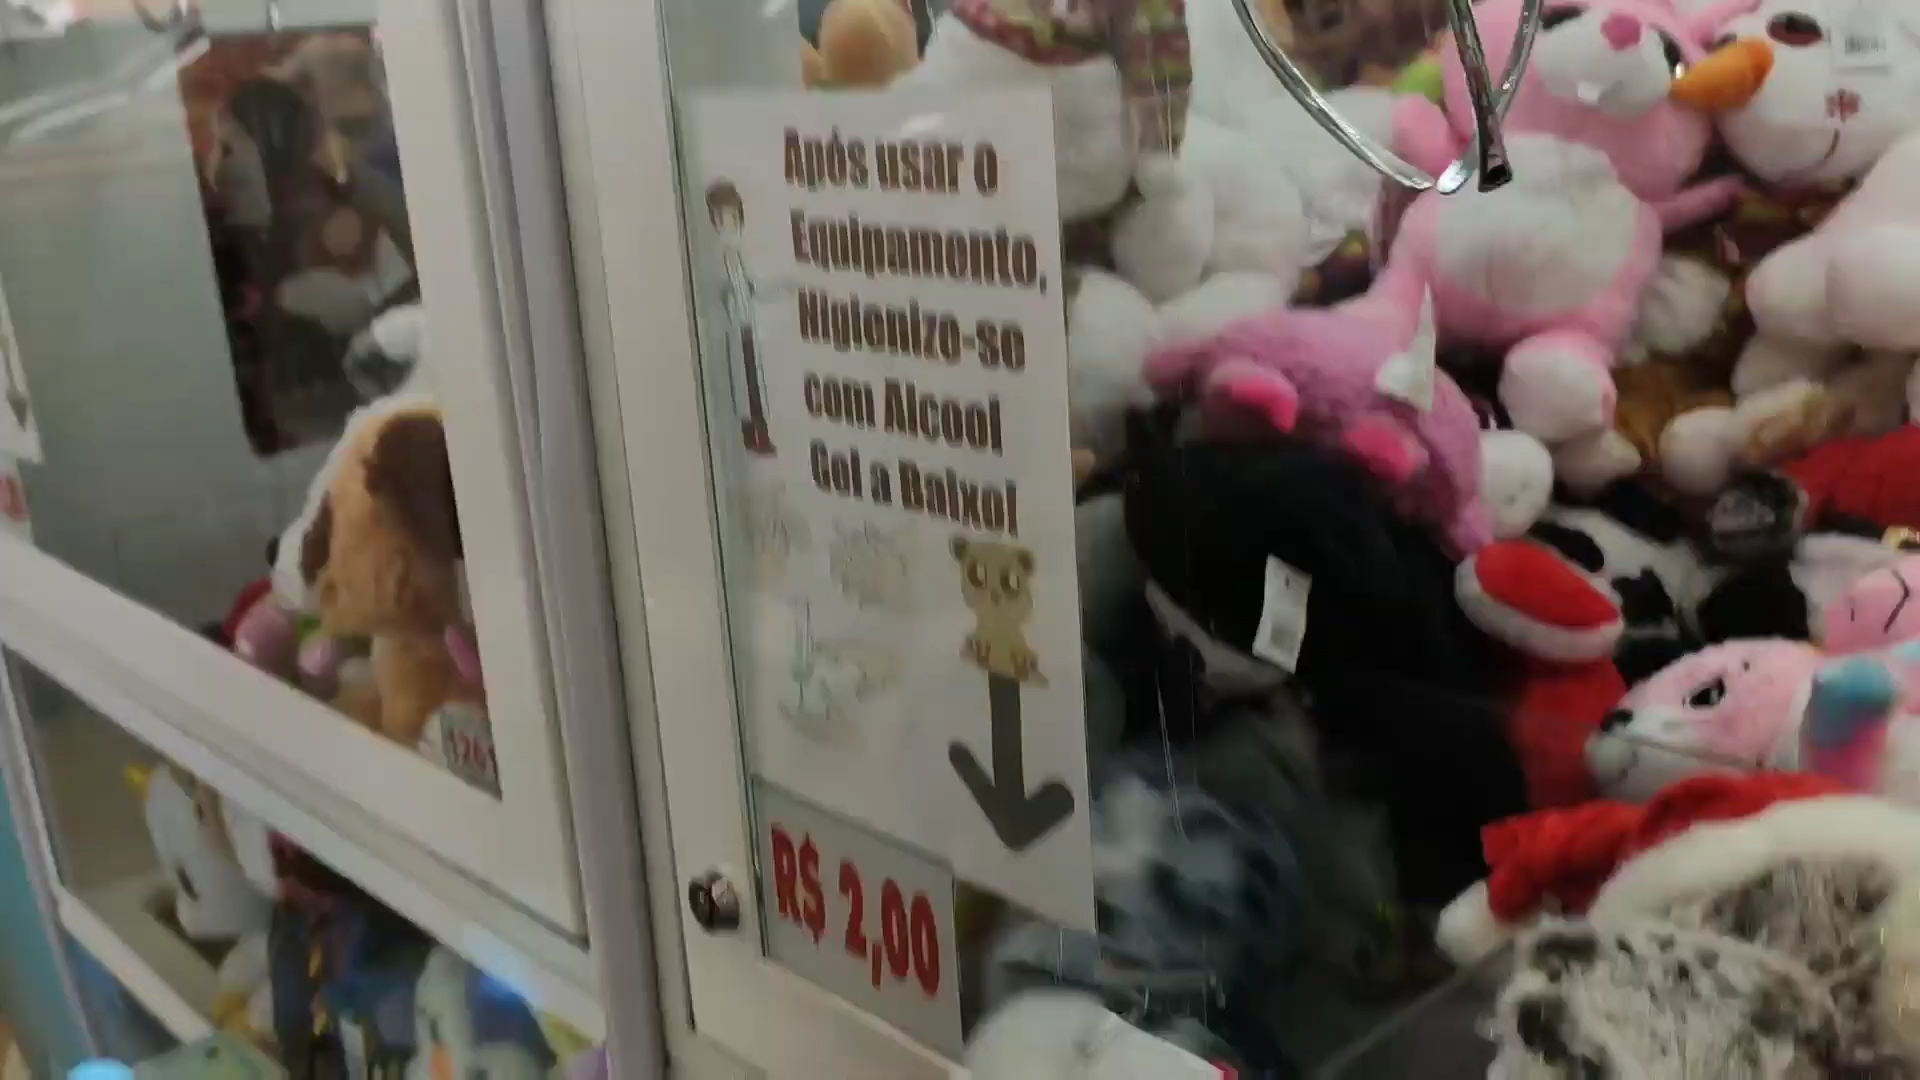 Após usar o
Equipamento,
Higienize-se
com Alcool
Gel a Baixo!
R$ 2,00